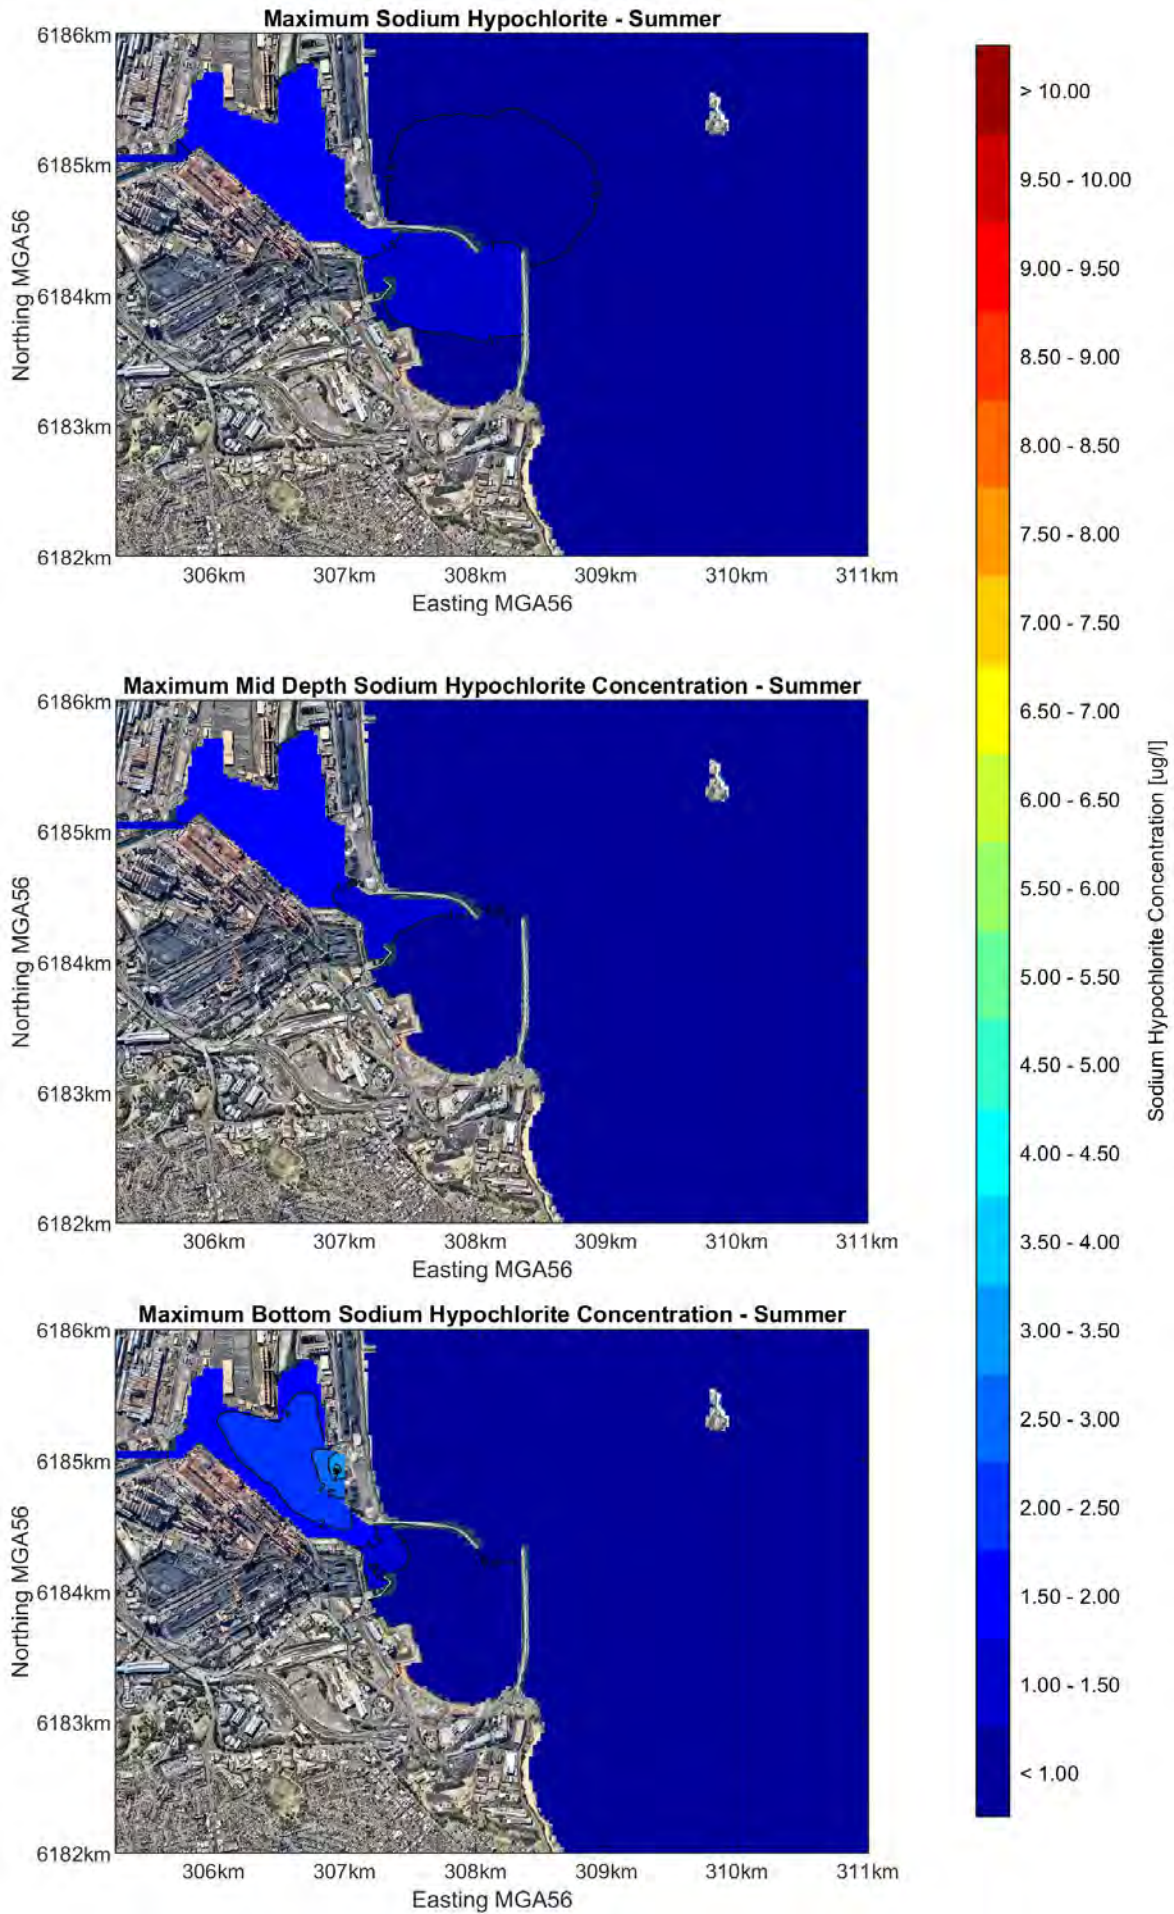 Maximum Sodium Hypochlorite - Summer
6186km
6185km
6184km
6183km
6182km
Northing MGA56
306km 307km 308km 309km 310km 311km
Easting MGA56
Maximum Mid Depth Sodium Hypochlorite Concentration - Summer
6186km
6185km
6184km
6183km
6182km
Northing MGA56
306km 307km 308km 309km 310km 311km
Easting MGA56
Maximum Bottom Sodium Hypochlorite Concentration - Summer
6186km
6185km
6184km
6183km
6182km
Northing MGA56
306km 307km 308km 309km 310km 311km
Easting MGA56
> 10.00
9.50 - 10.00
9.00 - 9.50
8.50 - 9.00
8.00 - 8.50
7.50 - 8.00
7.00 - 7.50
6.50 - 7.00
6.00 - 6.50
5.50 - 6.00
5.00 - 5.50
4.50 - 5.00
4.00 - 4.50
3.50 - 4.00
3.00 - 3.50
2.50 - 3.00
2.00 - 2.50
1.50 - 2.00
1.00 - 1.50
< 1.00
Sodium Hypochlorite Concentration [ug/l]